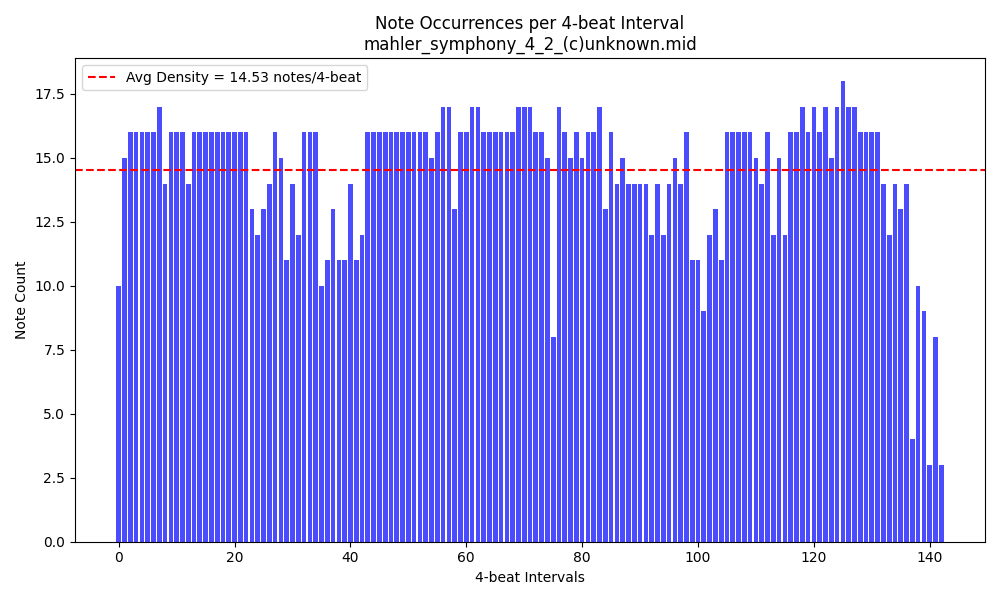 Note Occurrences per 4-beat Interval
mahler_symphony_4_2_(c)unknown.mid
Avg Density = 14.53 notes/4-beat
17.5
15.0
12.5
10.0
7.5
5.0
2.5
0.0
Note Count
0 20 40 60 80 100 120 140
4-beat Intervals